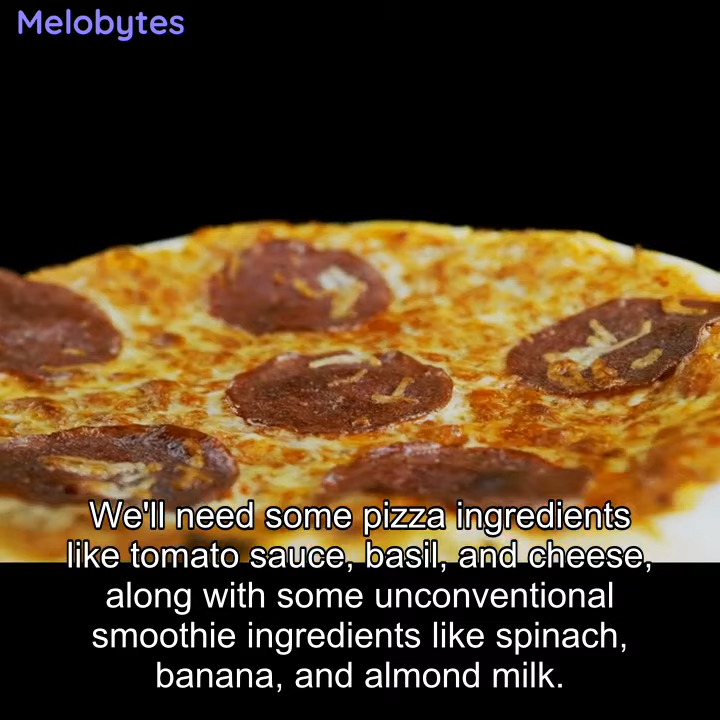 Melobytes
We'll need some pizza ingredients
like tomato sauce, basil, and cheese,
along with some unconventional
smoothie ingredients like spinach,
banana, and almond milk.